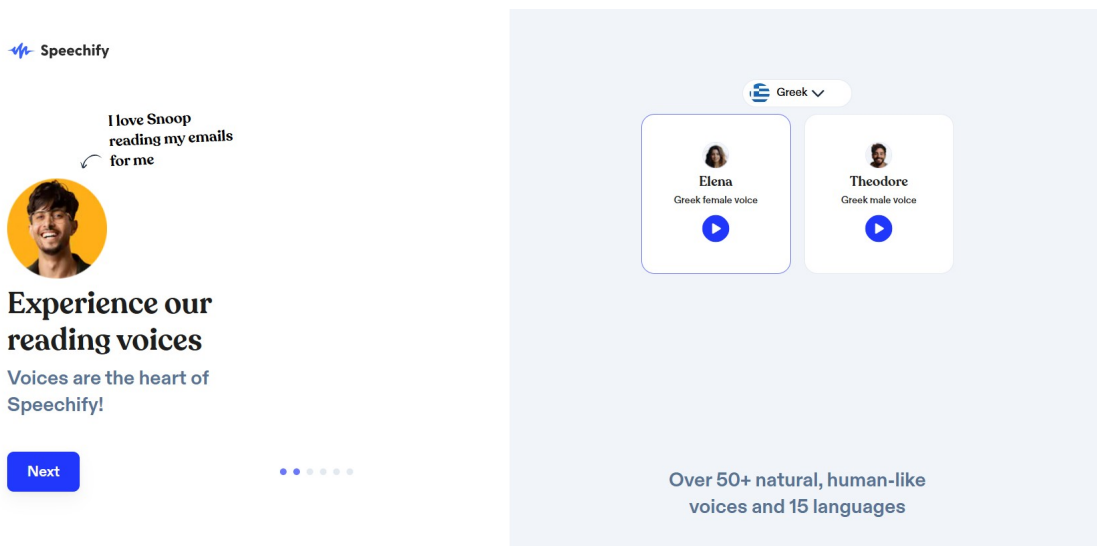 Speechify
I love Snoop
reading my emails
for me
Experience our
reading voices
Voices are the heart of
Speechify!
Next
Greek
Elena
Greek female voice
Theodore
Greek male voice
Over 50+ natural, human-like
voices and 15 languages